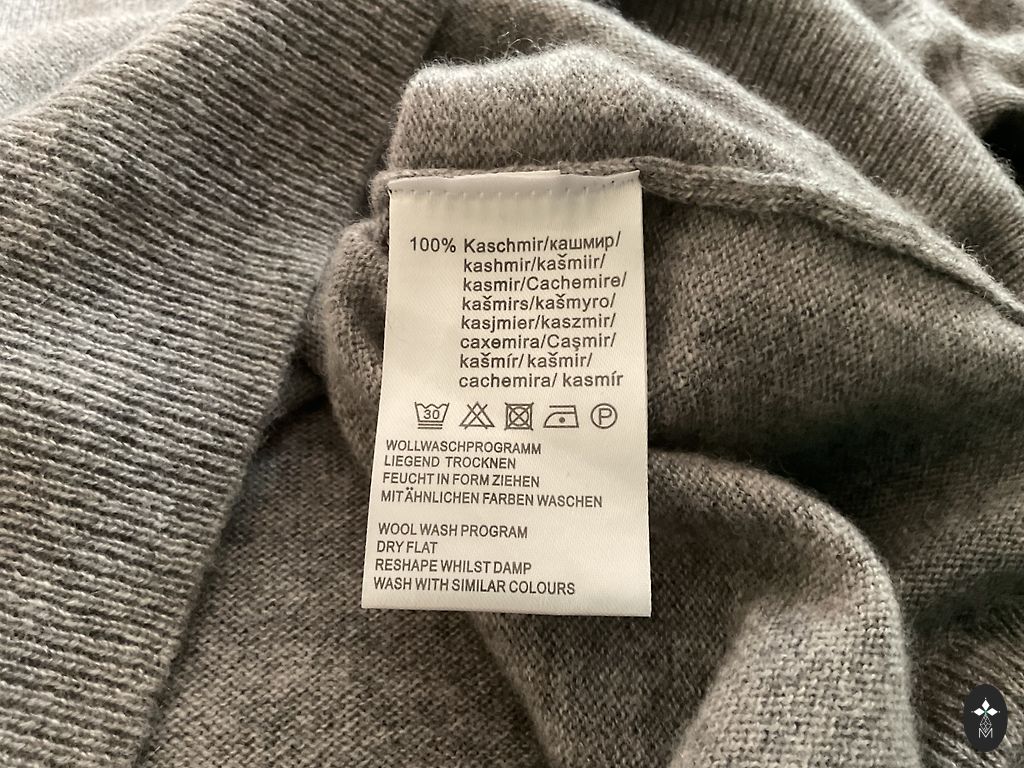 100% Kaschmir/кашмир/
kashmir/kašmiir/
kasmir/Cachemire/
kašmirs/kašmyro/
kasjmier/kaszmir/
caxemira/Caşmir/
kašmír/kašmir/
cachemira/ kasmír
30 P
WOLLWASCHPROGRAMM
LIEGEND TROCKNEN
FEUCHT IN FORM ZIEHEN
MIT ÄHNLICHEN FARBEN WASCHEN
WOOL WASH PROGRAM
DRY FLAT
RESHAPE WHILST DAMP
WASH WITH SIMILAR COLOURS
M